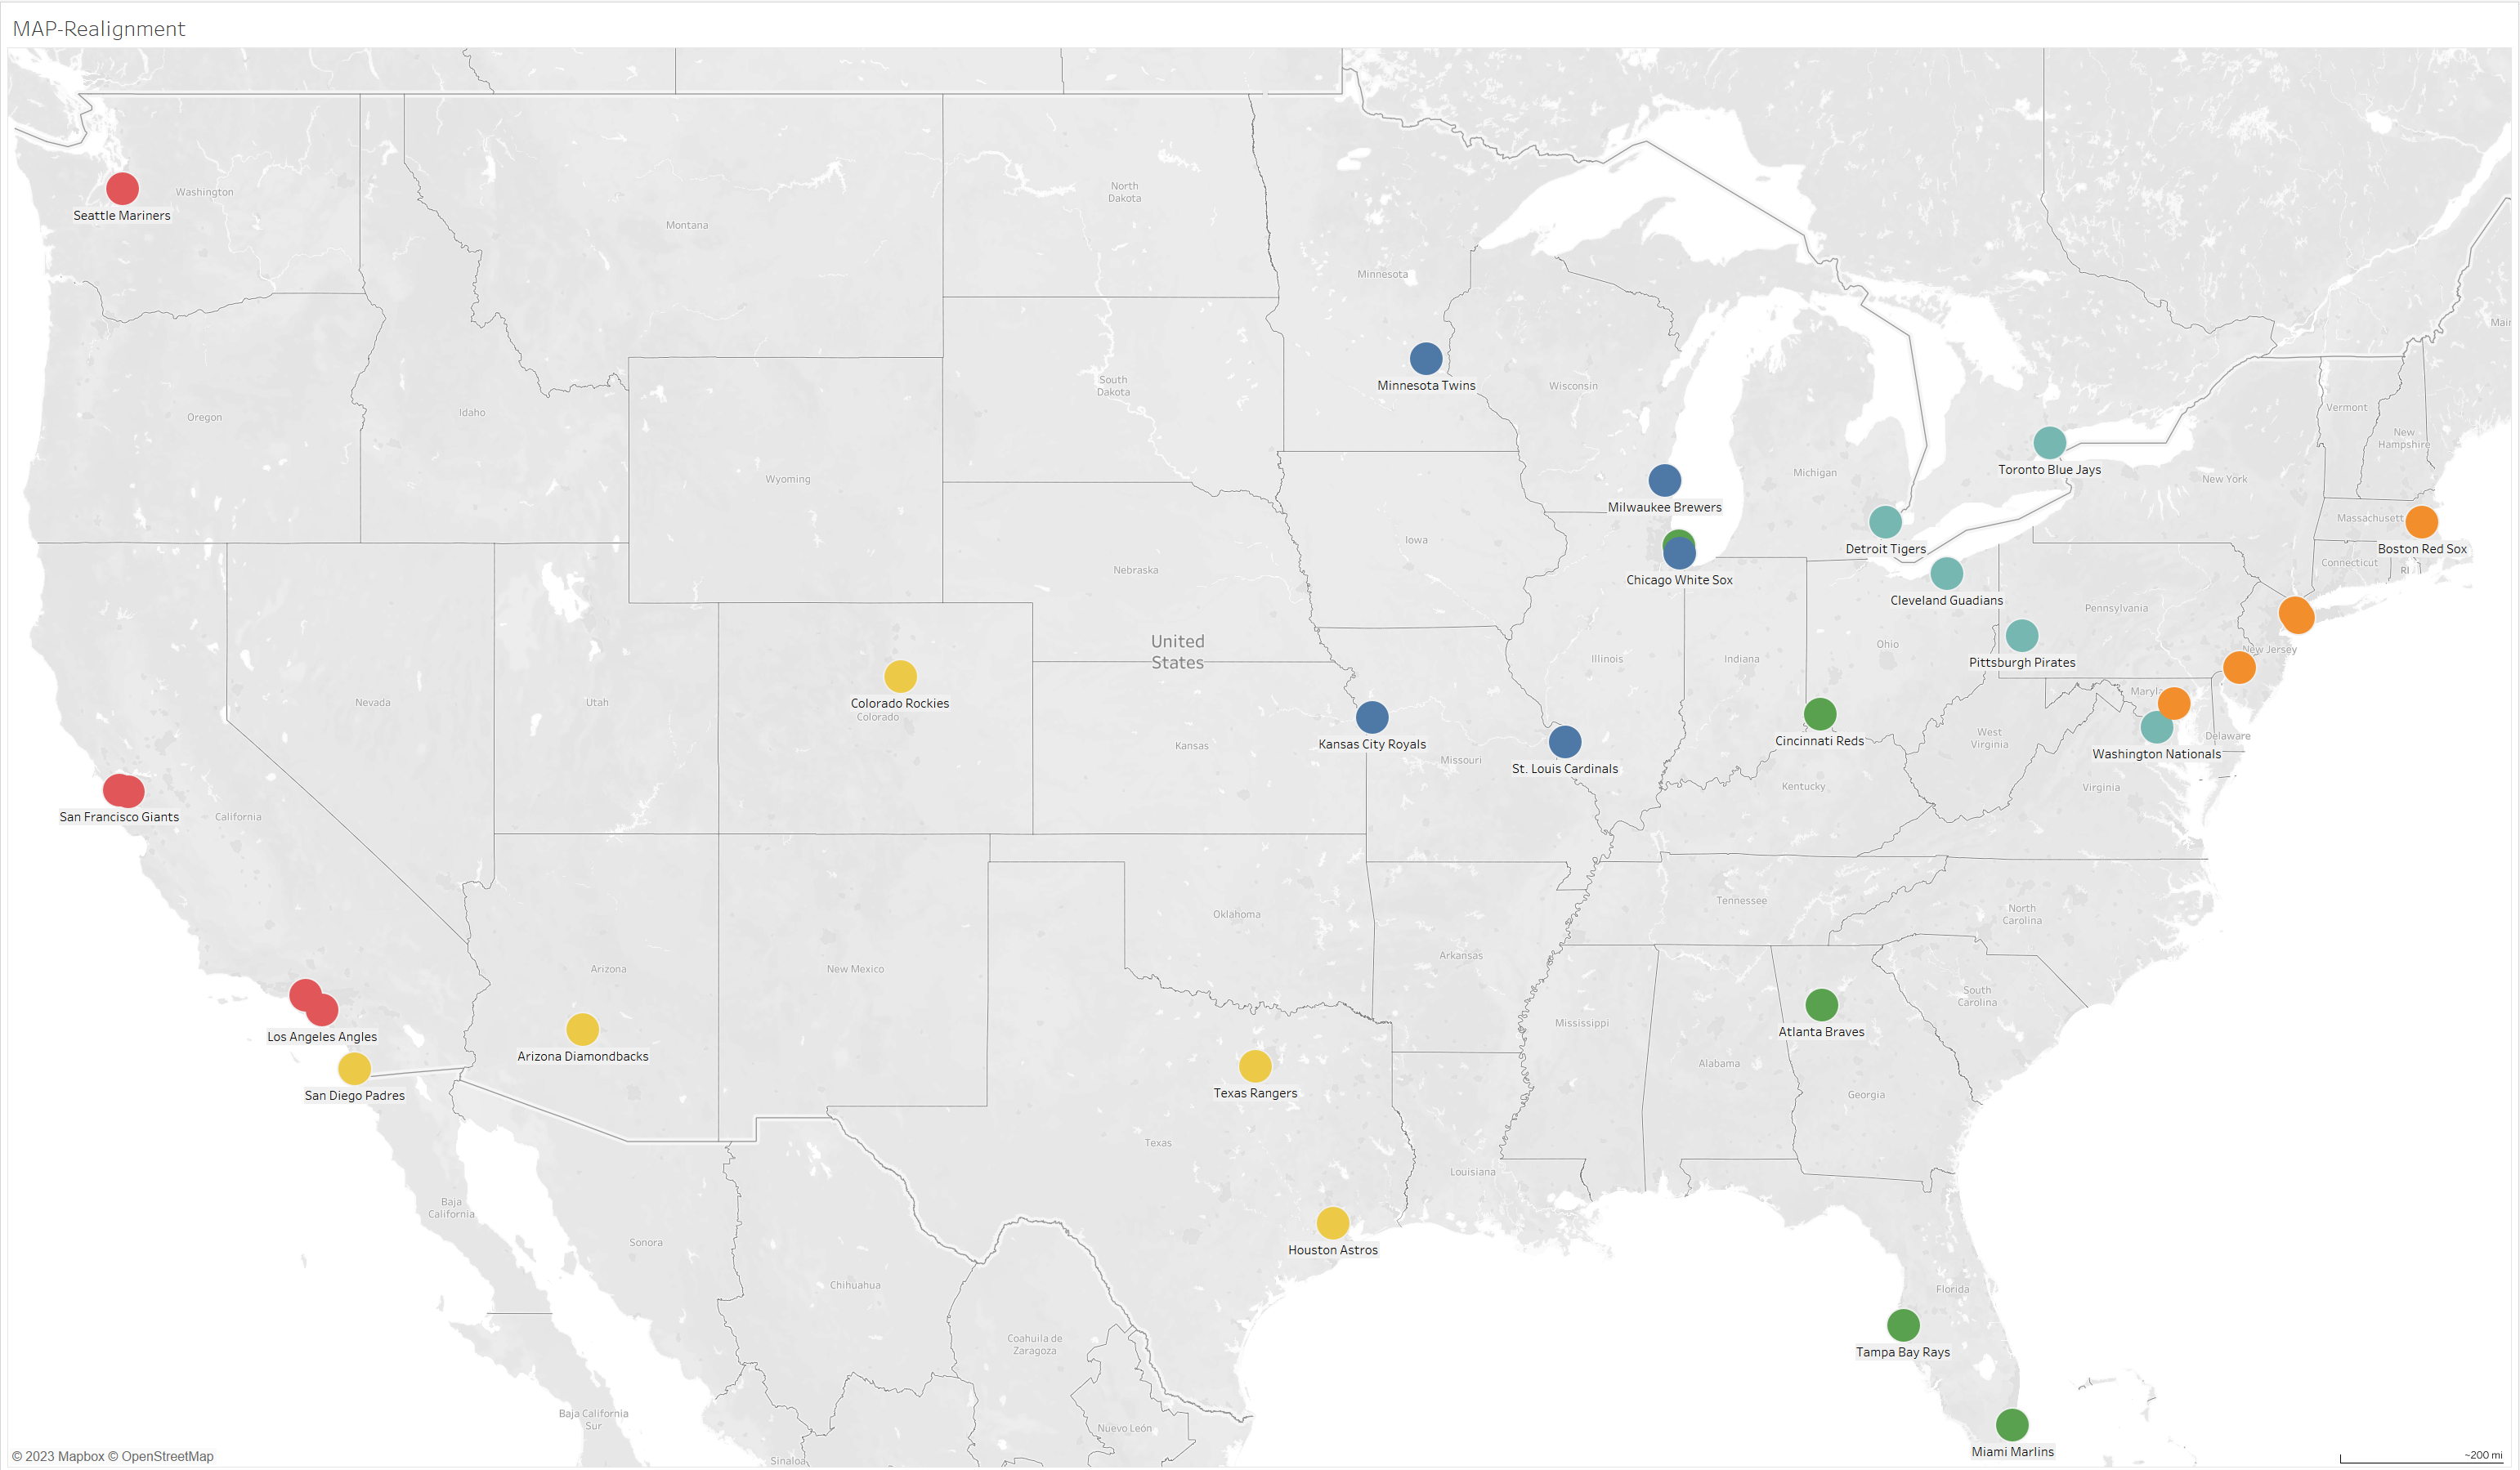 MAP-Realignment
Washington
Seattle Mariners
Montana
North
Dakota
Minnesota
Minnesota Twins
Wisconsin
South
Dakota
Oregon
Idaho
Wyoming
Milwaukee Brewers
Michigan
Toronto Blue Jays
New York
Vermont
New
Hampshire
Massachusett
Boston Red Sox
Connecticut
RI
Iowa
Nebraska
Chicago White Sox
Detroit Tigers
Cleveland Guadians
Pennsylvania
Pittsburgh Pirates
New Jersey
Ohio
Indiana
Illinois
United
States
Colorado Rockies
Colorado
Utah
Nevada
Kansas
Kansas City Royals
Missouri
St. Louis Cardinals
Cincinnati Reds
Maryla
West
Virginia
Washington Nationals
Delaware
Virginia
Kentucky
San Francisco Giants
California
Tennessee
North
Carolina
Oklahoma
Arkansas
Arizona
New Mexico
Los Angeles Angles
Arizona Diamondbacks
San Diego Padres
Texas Rangers
Mississippi
Alabama
Atlanta Braves
South
Carolina
Georgia
Texas
Louisiana
Houston Astros
Baja
California
Sonora
Chihuahua
Coahuila de
Zaragoza
Florida
Tampa Bay Rays
Miami Marlins
Baja California
Sur
Nuevo León
Sinaloa
© 2023 Mapbox © OpenStreetMap
~200 mi